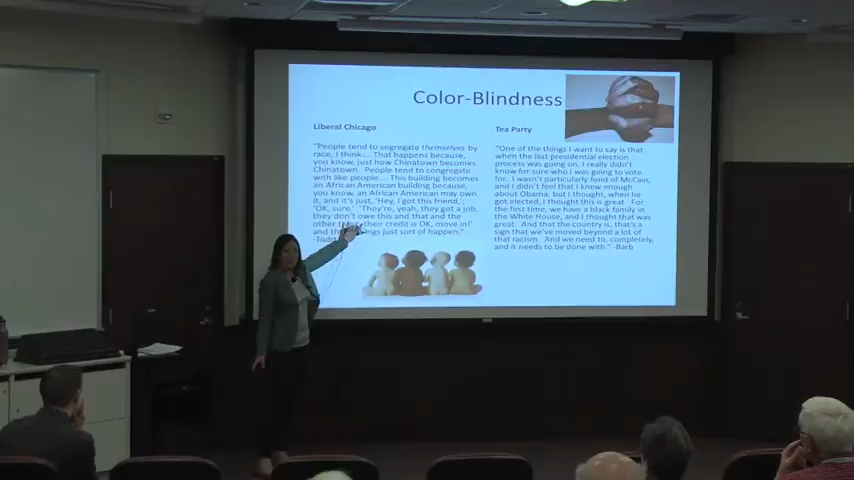 Color-Blindness
Liberal Chicago
"People tend to segregate themselves by
race, I think.... That happens because,
you know, just how Chinatown becomes
Chinatown.  People tend to congregate
with like people.... This building becomes
an African American building because,
you know, an African American may own
it, and it's just, 'Hey, I got this friend,';
'OK, sure.'  'They're, yeah, they got a job,
they don't owe this and that and the
other thing, their credit is OK, move in!'
and things just sort of happen."
-Todd
Tea Party
"One of the things I want to say is that
when the last presidential election
process was going on, I really didn't
know for sure who I was going to vote
for.  I wasn't particularly fond of McCain,
and I didn't feel that I knew enough
about Obama, but I thought, when he
got elected, I thought this is great.  For
the first time, we have a black family in
the White House, and I thought that was
great.  And that the country is, that's a
sign that we've moved beyond a lot of
that racism.  And we need to, completely,
and it needs to be done with." -Barb